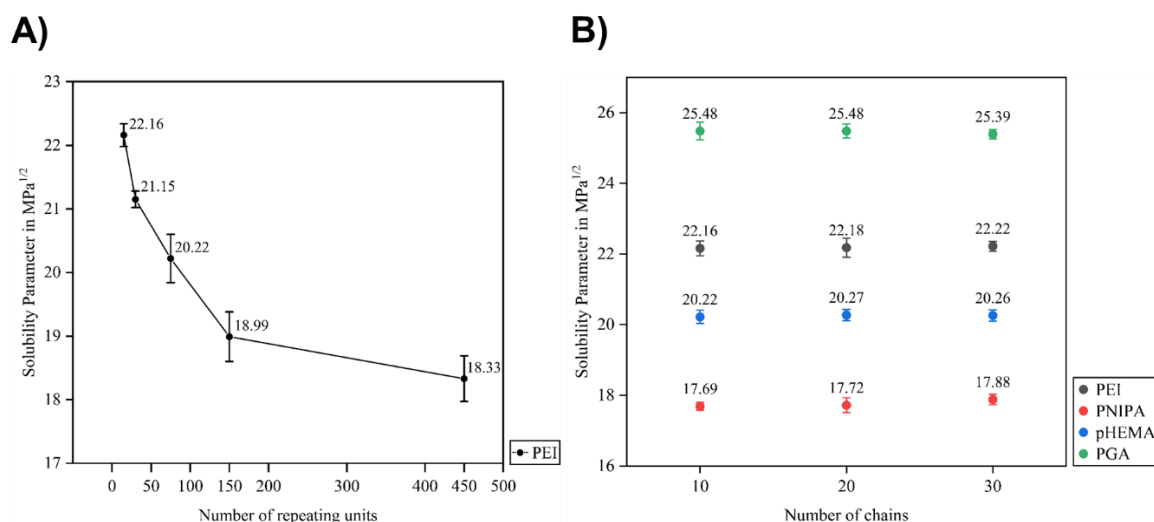 A)
23
22
21
20
19
18
17
Solubility Parameter in MPa1/2
22.16
21.15
20.22
18.99
18.33
0 50 100 150 200 300 400 450 500
Number of repeating units
PEI
B)
26
24
22
20
18
16
Solubility Parameter in MPa1/2
25.48 25.48 25.39
22.16 22.18 22.22
20.22 20.27 20.26
17.69 17.72 17.88
10 20 30
Number of chains
PEI
PNIPA
pHEMA
PGA